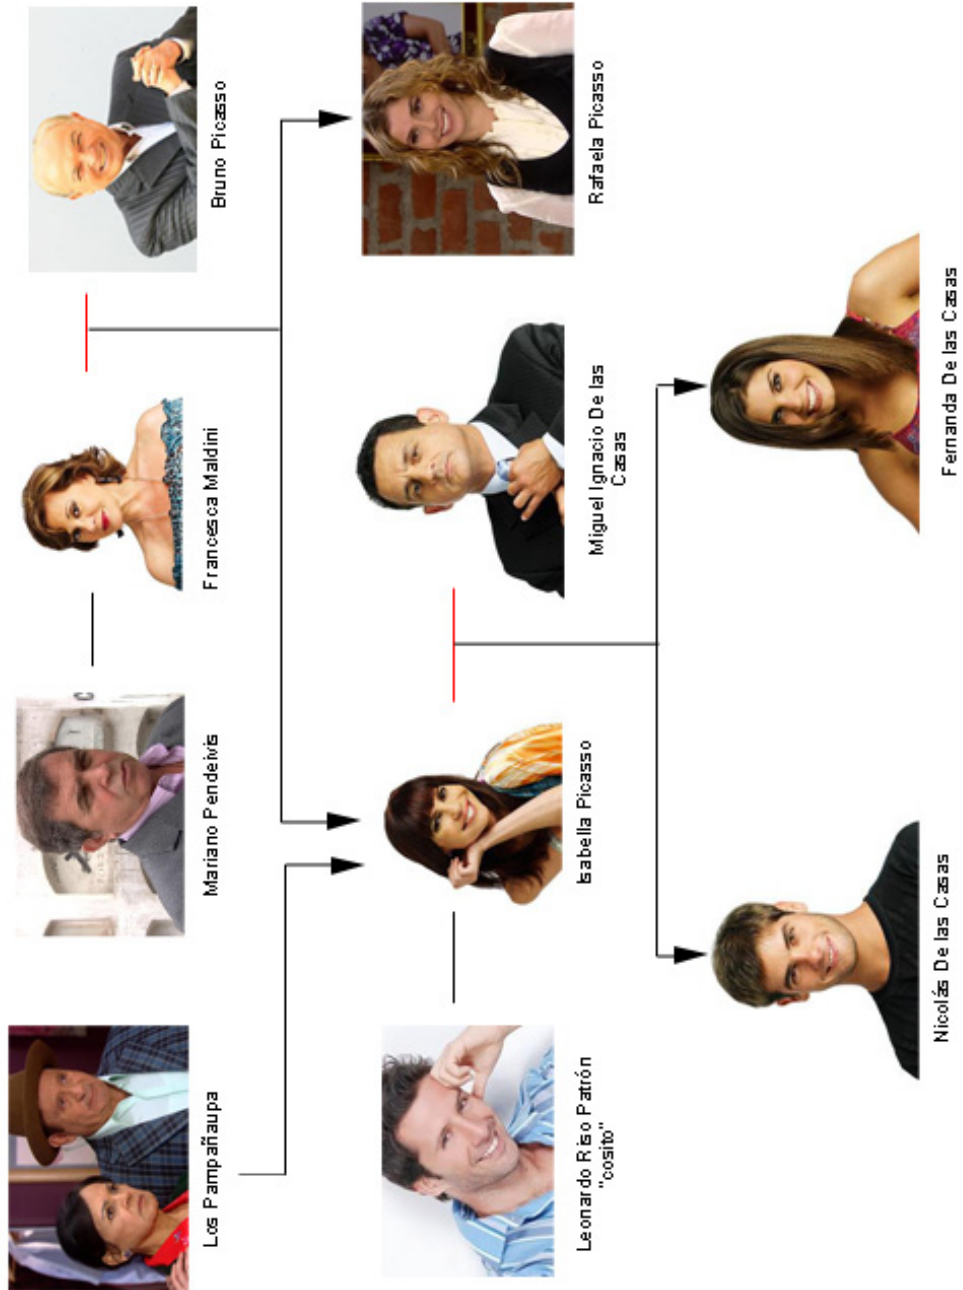 Los Pampañaupa
Mariano Pendeivis
Francesca Maldini
Bruno Picasso
Leonardo Riso Patrón
"cosito"
Isabella Picasso
Miguel Ignacio De las
Casas
Rafaela Picasso
Nicolás De las Casas
Fernanda De las Casas